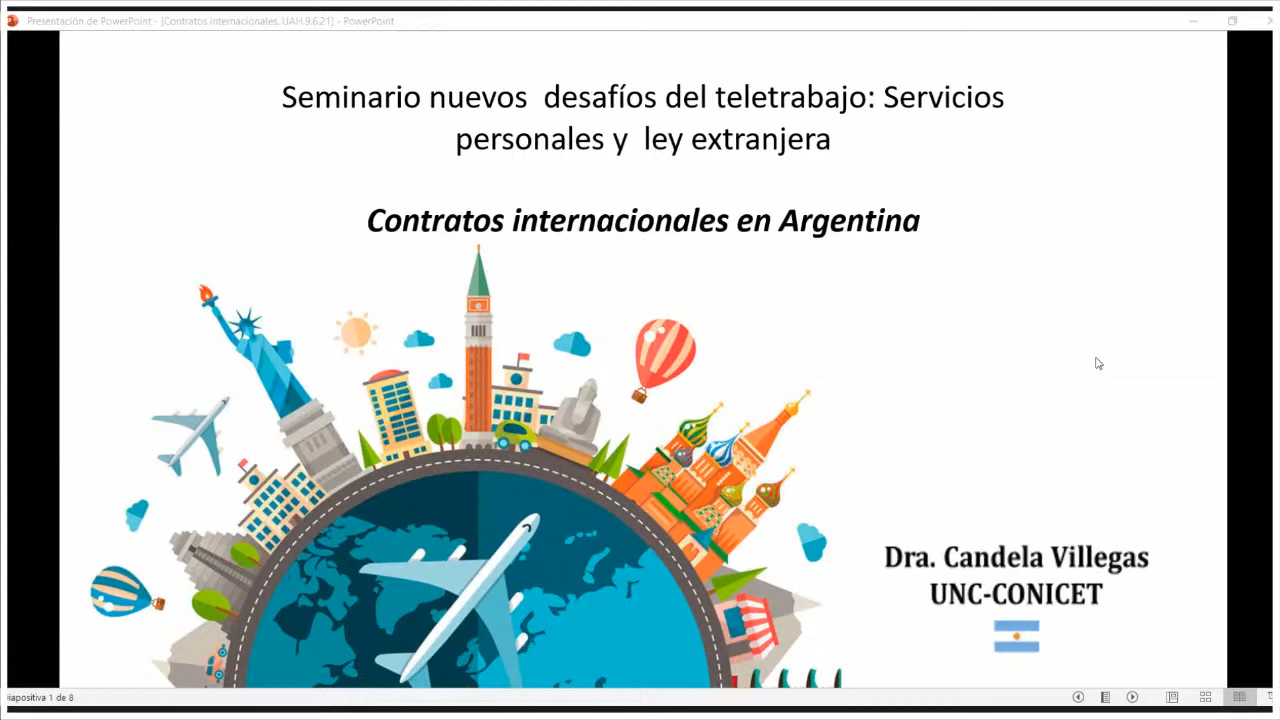 Presentación de PowerPoint - [Contratos internacionales. UAH.9.6.21] - PowerPoint
Seminario nuevos desafíos del teletrabajo: Servicios
personales y ley extranjera
Contratos internacionales en Argentina
Dra. Candela Villegas
UNC-CONICET
iapositiva 1 de 8